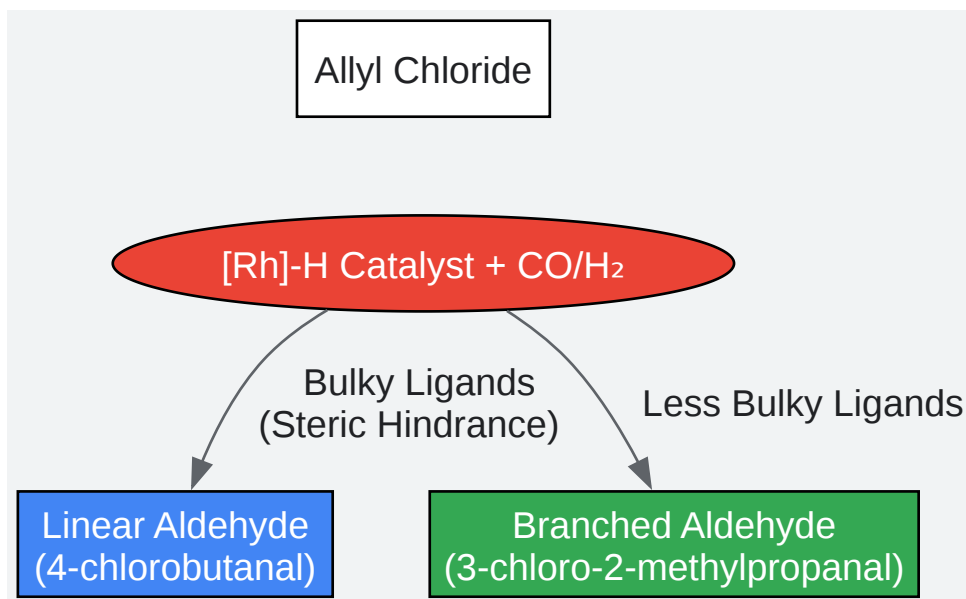 Allyl Chloride
[Rh]-H Catalyst + CO/H₂
Bulky Ligands
(Steric Hindrance)
Less Bulky Ligands
Linear Aldehyde
(4-chlorobutanal)
Branched Aldehyde
(3-chloro-2-methylpropanal)